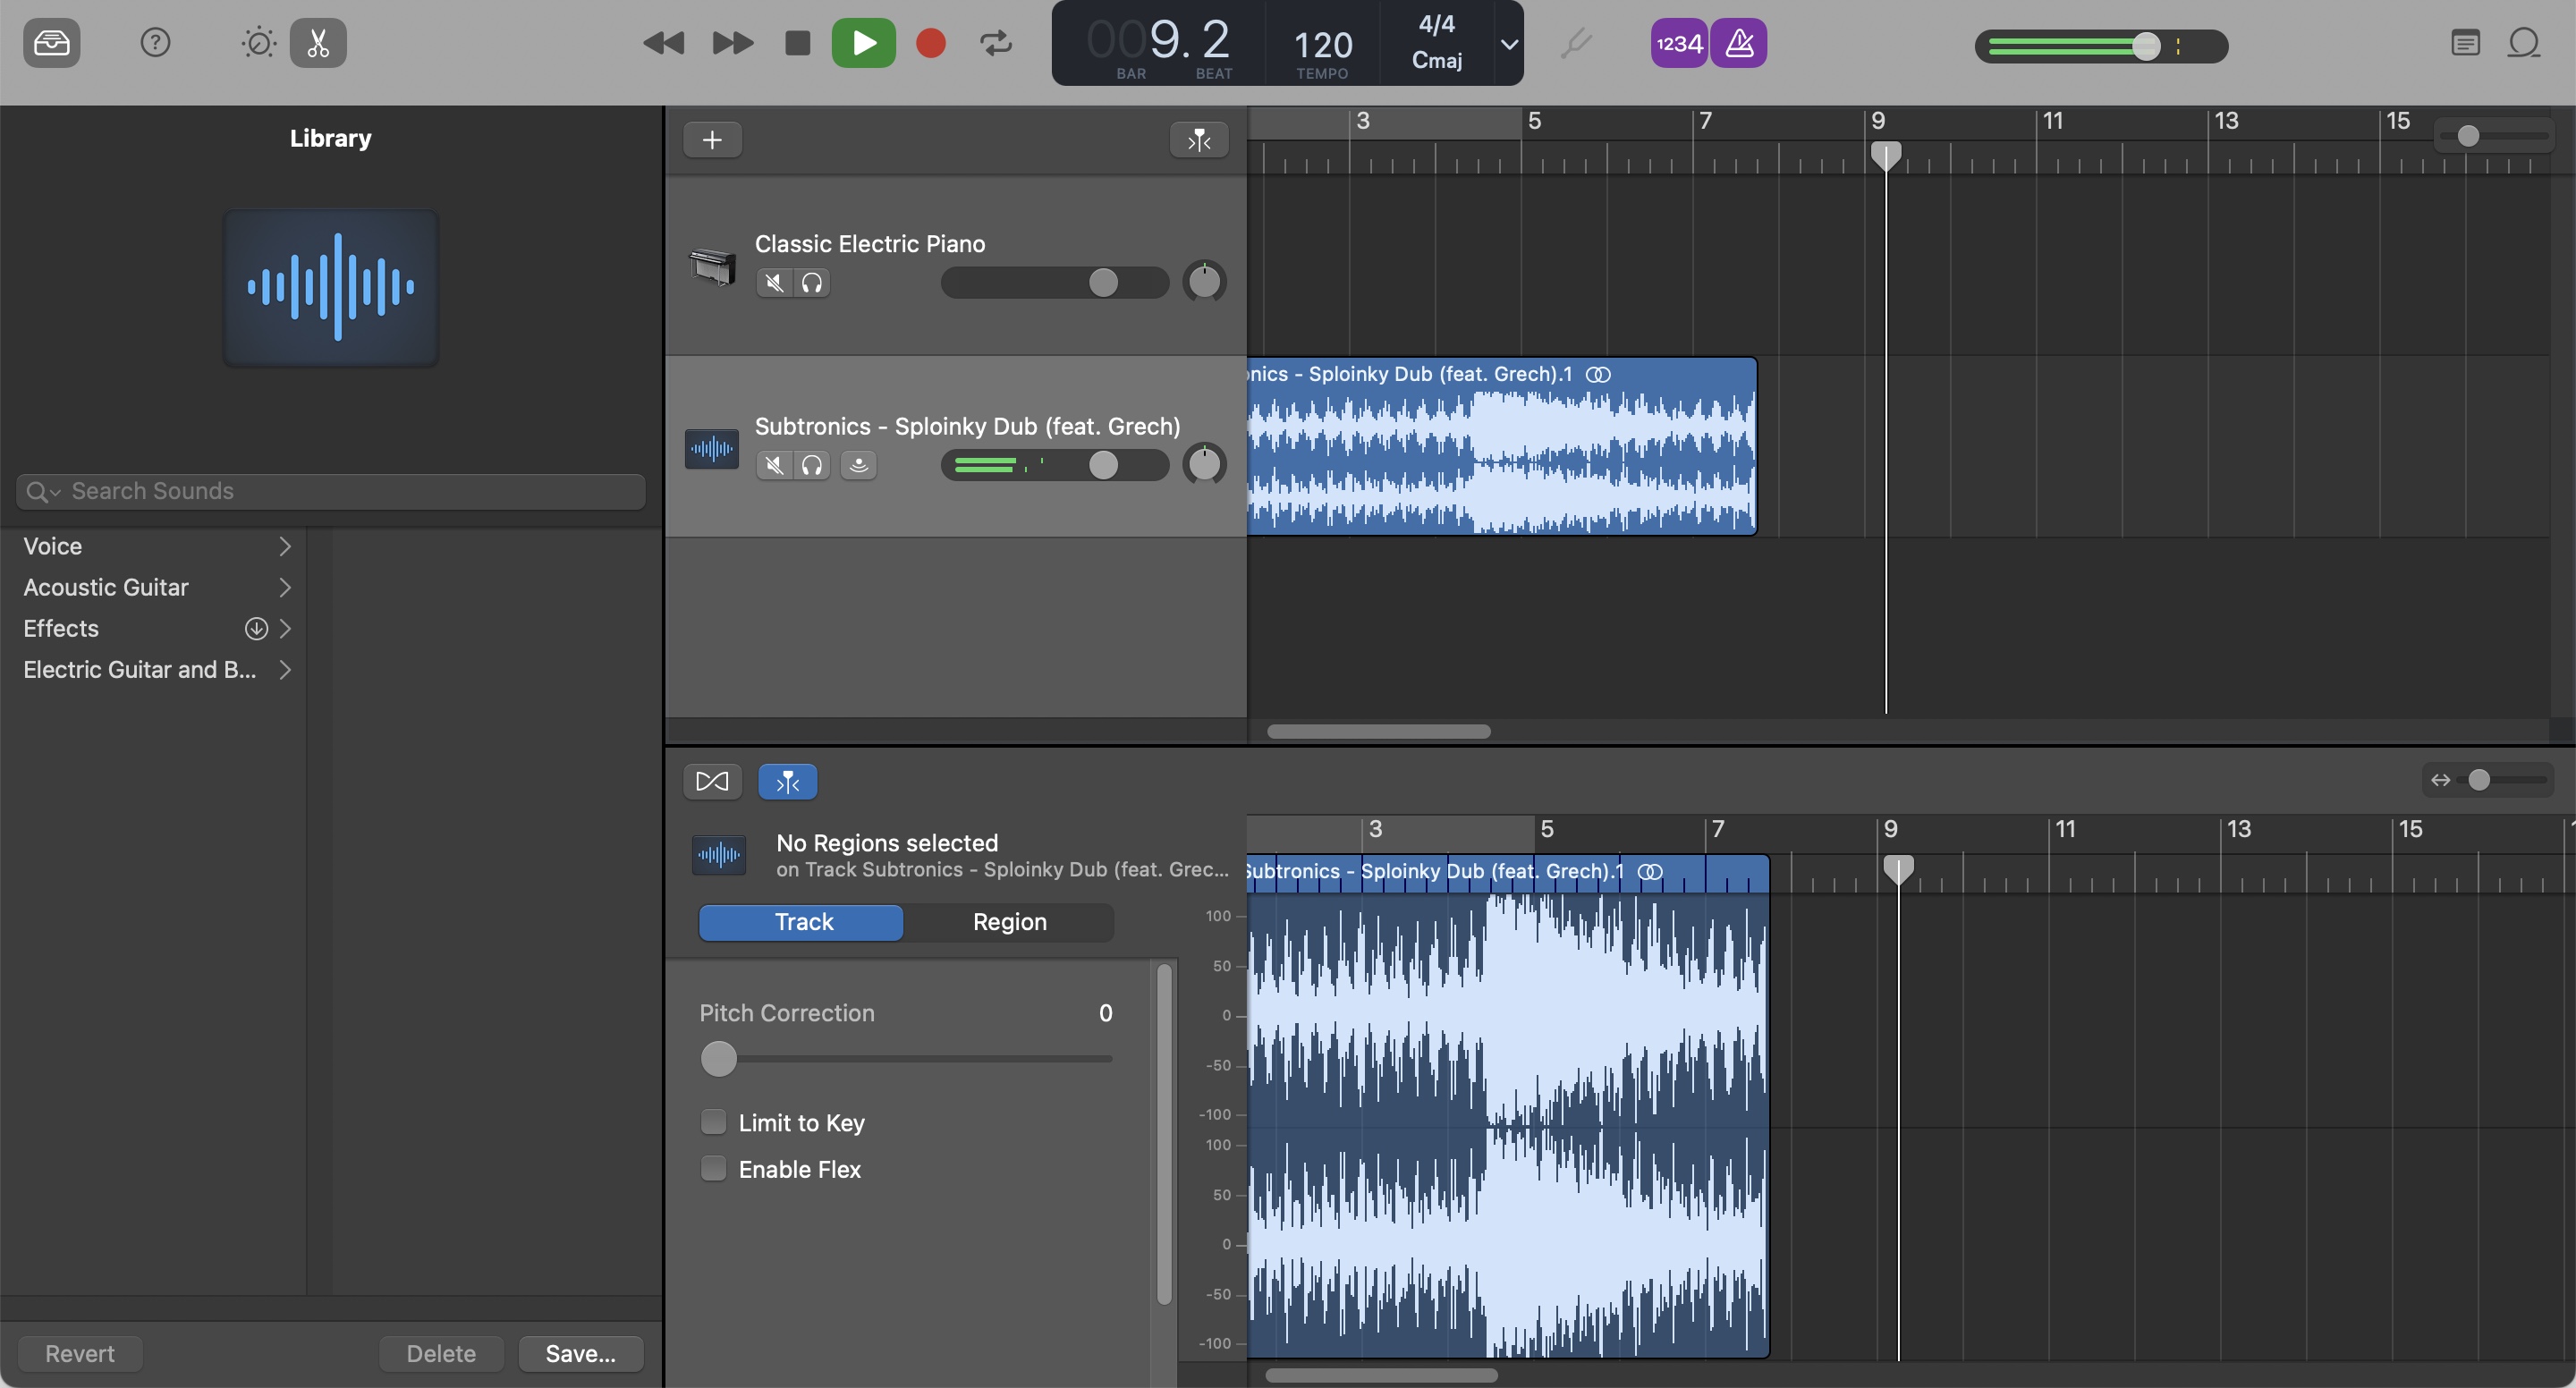 009.2
BAR
BEAT
120
TEMPO
4/4
Cmaj
1234
Library
Search Sounds
Voice
Acoustic Guitar
Effects
Electric Guitar and B...
Revert
Delete
Save...
3
5
7
9
11
13
15
Classic Electric Piano
Subtronics - Sploinky Dub (feat. Grech)
onics - Sploinky Dub (feat. Grech).1
No Regions selected
on Track Subtronics - Sploinky Dub (feat. Grec...
Track
Region
Pitch Correction
0
Limit to Key
Enable Flex
3
5
7
9
11
13
15
Subtronics - Sploinky Dub (feat. Grech).1
100
50
0
-50
-100
100
50
0
-50
-100